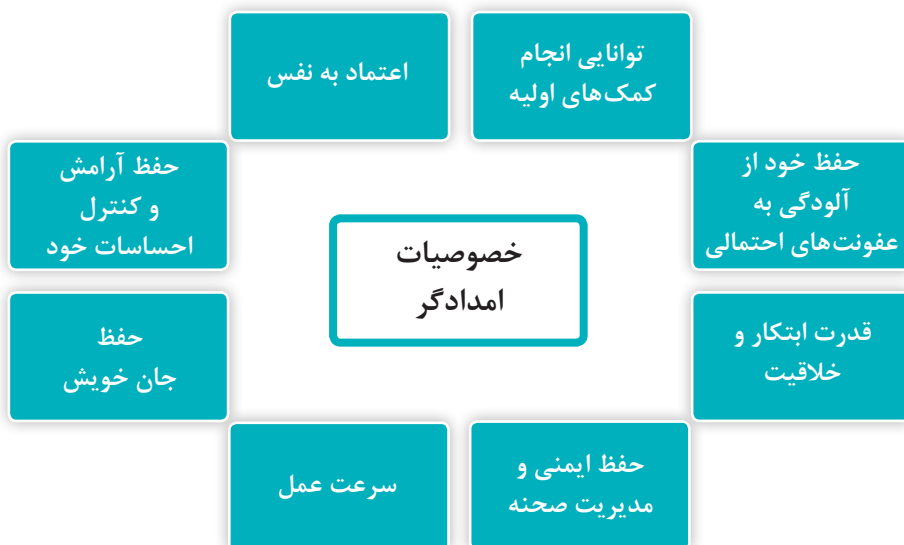 خصوصیات
امدادگر
توانایی انجام
کمک‌های اولیه
حفظ خود از
آلودگی به
عفونت‌های احتمالی
قدرت ابتکار و
خلاقیت
حفظ ایمنی و
مدیریت صحنه
سرعت عمل
حفظ
جان خویش
حفظ آرامش
و کنترل
احساسات خود
اعتماد به نفس